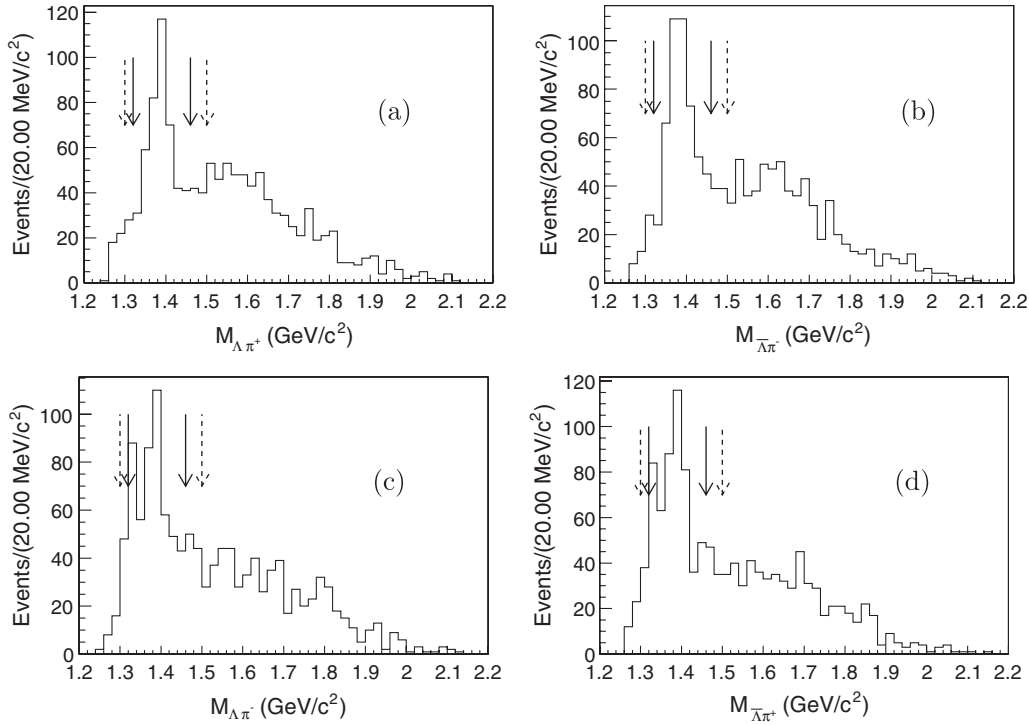 120
100
80
60
40
20
0
Events/(20.00 MeV/c²)
(a)
1.2 1.3 1.4 1.5 1.6 1.7 1.8 1.9 2 2.1 2.2
M_Λπ⁺ (GeV/c²)
100
80
60
40
20
0
Events/(20.00 MeV/c²)
(b)
1.2 1.3 1.4 1.5 1.6 1.7 1.8 1.9 2 2.1 2.2
M_Λ̅π⁻ (GeV/c²)
100
80
60
40
20
0
Events/(20.00 MeV/c²)
(c)
1.2 1.3 1.4 1.5 1.6 1.7 1.8 1.9 2 2.1 2.2
M_Λπ⁻ (GeV/c²)
120
100
80
60
40
20
0
Events/(20.00 MeV/c²)
(d)
1.2 1.3 1.4 1.5 1.6 1.7 1.8 1.9 2 2.1 2.2
M_Λ̅π⁺ (GeV/c²)